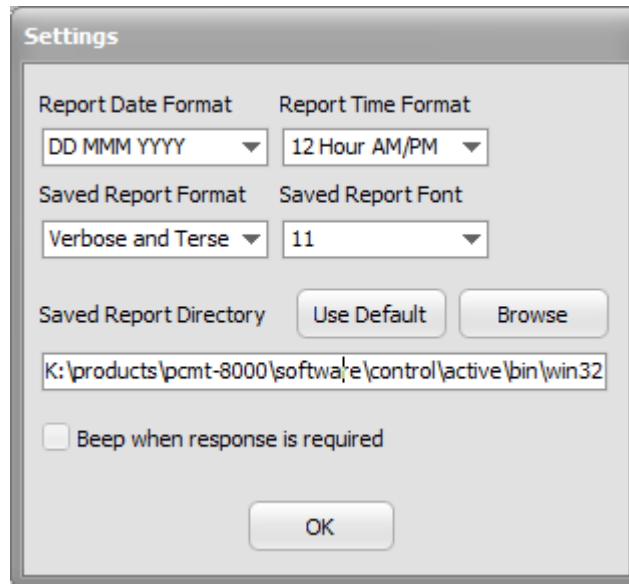 Settings
Report Date Format Report Time Format
DD MMM YYYY 12 Hour AM/PM
Saved Report Format Saved Report Font
Verbose and Terse 11
Saved Report Directory Use Default Browse
K:\products\pcmt-8000\software\control\active\bin\win32
Beep when response is required
OK